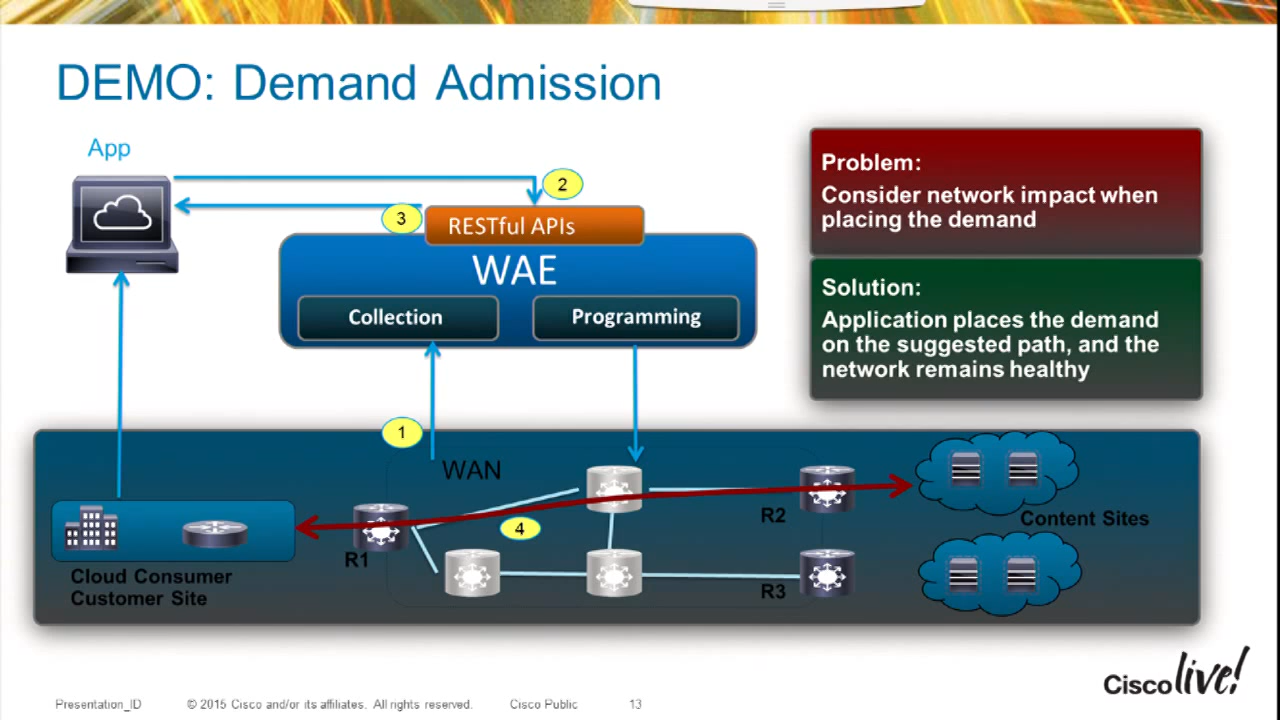 DEMO: Demand Admission
App
2
3
RESTful APIs
WAE
Collection
Programming
Problem:
Consider network impact when
placing the demand
Solution:
Application places the demand
on the suggested path, and the
network remains healthy
1
WAN
4
R1
R2
R3
Content Sites
Cloud Consumer
Customer Site
Cisco live!
Presentation_ID
© 2015 Cisco and/or its affiliates. All rights reserved.
Cisco Public
13